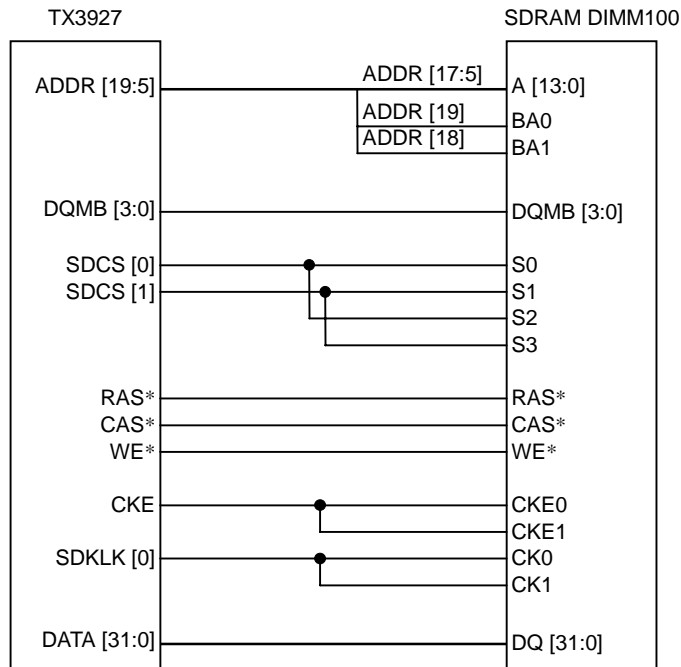 TX3927 SDRAM DIMM100
ADDR [19:5] ADDR [17:5] A [13:0]
ADDR [19] BA0
ADDR [18] BA1
DQMB [3:0] DQMB [3:0]
SDCS [0] S0
SDCS [1] S1
S2
S3
RAS* RAS*
CAS* CAS*
WE* WE*
CKE CKE0
CKE1
SDKLK [0] CK0
CK1
DATA [31:0] DQ [31:0]